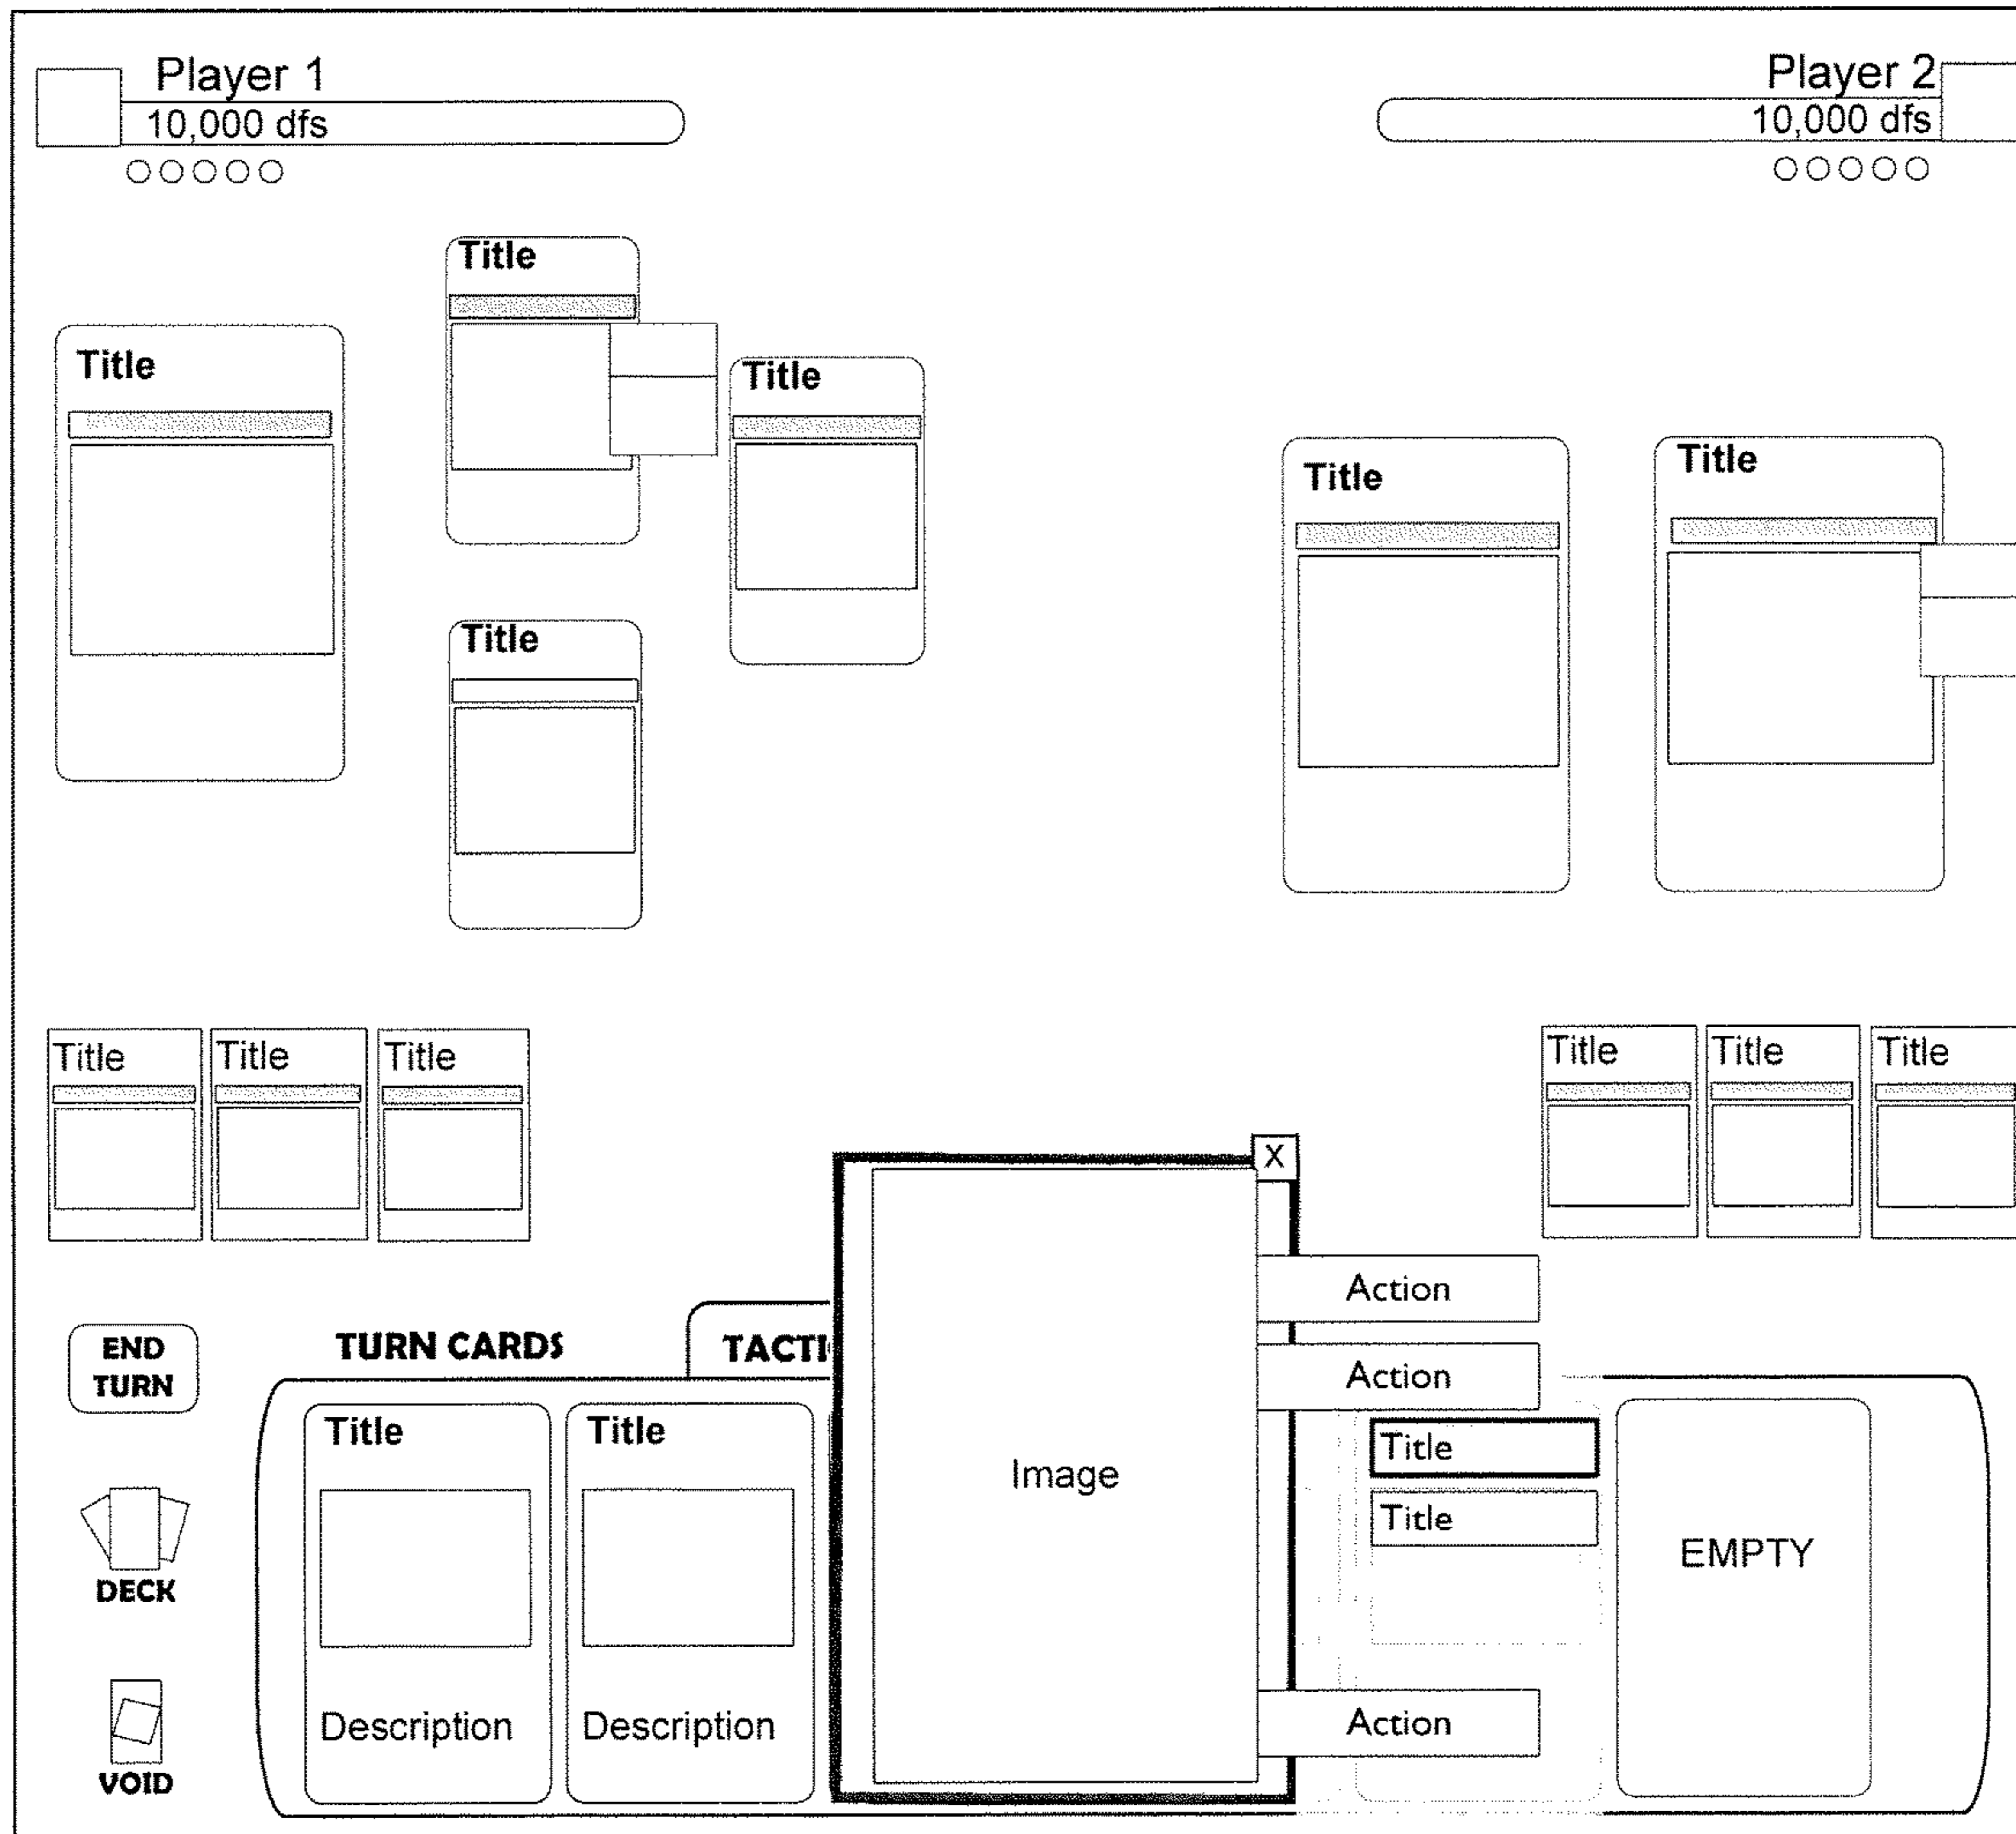 Player 1
10,000 dfs
Player 2
10,000 dfs
Title
Title
Title
Title
Title
Title
Title
Title
Title
Title
Title
Title
X
Action
Action
Action
Image
END
TURN
DECK
VOID
TURN CARDS
TACTI
Title
Description
Title
Description
Title
Title
EMPTY